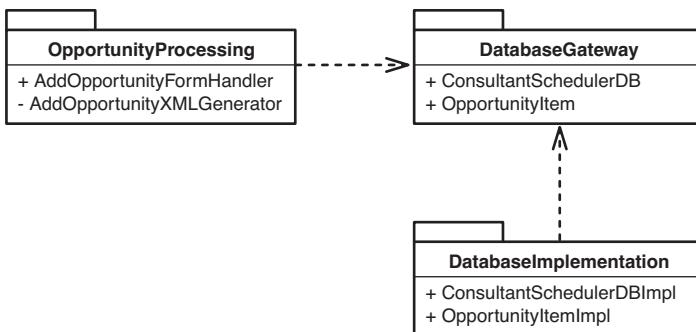 OpportunityProcessing
+ AddOpportunityFormHandler
- AddOpportunityXMLGenerator
DatabaseGateway
+ ConsultantSchedulerDB
+ OpportunityItem
DatabaseImplementation
+ ConsultantSchedulerDBImpl
+ OpportunityItemImpl